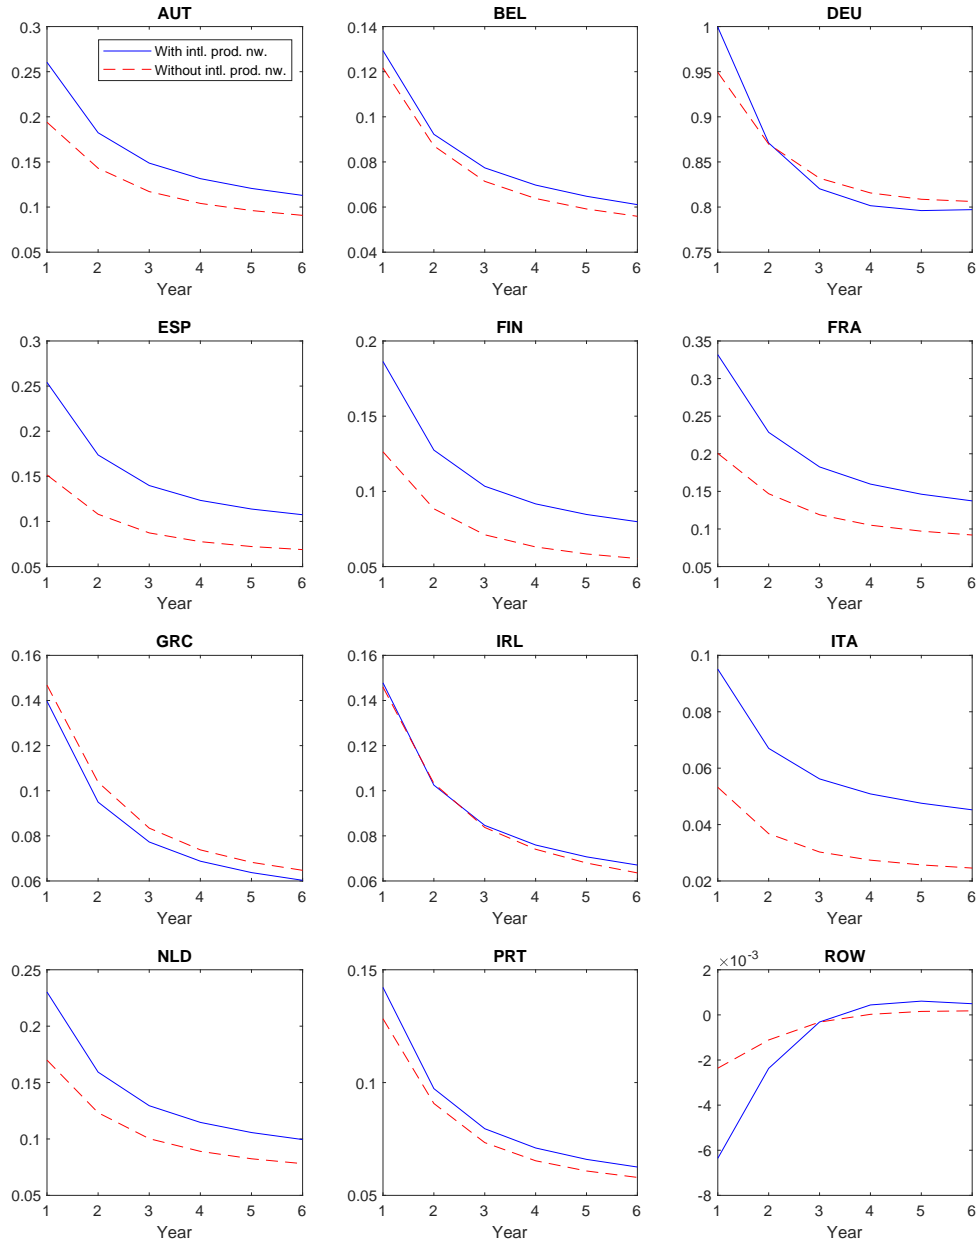 AUT
0.3
0.25
0.2
0.15
0.1
0.05
1 2 3 4 5 6
Year
With intl. prod. nw.
Without intl. prod. nw.
BEL
0.14
0.12
0.1
0.08
0.06
0.04
1 2 3 4 5 6
Year
DEU
1
0.95
0.9
0.85
0.8
0.75
1 2 3 4 5 6
Year
ESP
0.3
0.25
0.2
0.15
0.1
0.05
1 2 3 4 5 6
Year
FIN
0.2
0.15
0.1
0.05
1 2 3 4 5 6
Year
FRA
0.35
0.3
0.25
0.2
0.15
0.1
0.05
1 2 3 4 5 6
Year
GRC
0.16
0.14
0.12
0.1
0.08
0.06
1 2 3 4 5 6
Year
IRL
0.16
0.14
0.12
0.1
0.08
0.06
1 2 3 4 5 6
Year
ITA
0.1
0.08
0.06
0.04
0.02
1 2 3 4 5 6
Year
NLD
0.25
0.2
0.15
0.1
0.05
1 2 3 4 5 6
Year
PRT
0.15
0.1
0.05
1 2 3 4 5 6
Year
ROW
×10⁻³
2
0
-2
-4
-6
-8
1 2 3 4 5 6
Year